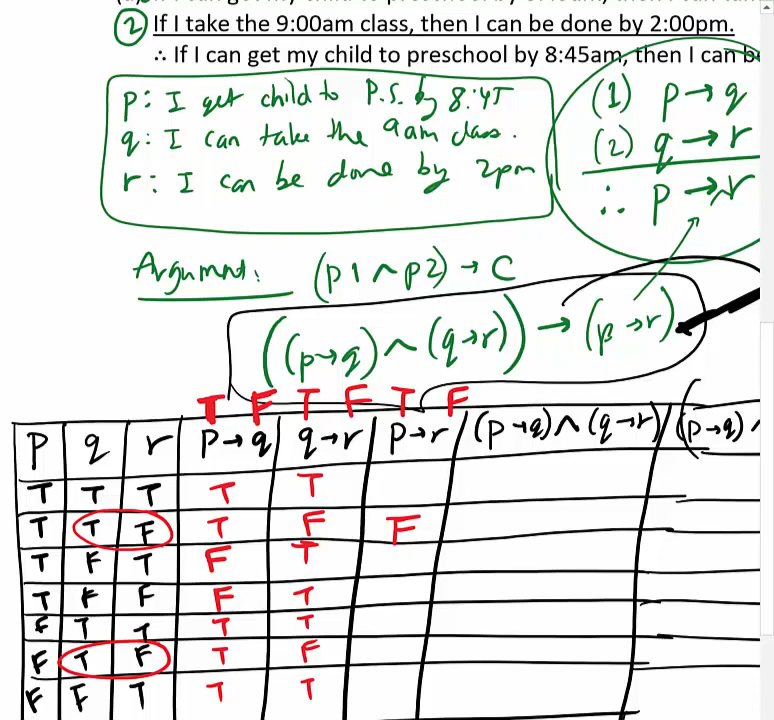 ② If I take the 9:00am class, then I can be done by 2:00pm.
∴ If I can get my child to preschool by 8:45am, then I can be
p: I get child to P.S. by 8:45
q: I can take the 9am class.
r: I can be done by 2pm
(1) p→q
(2) q→r
∴ p→r
Argument: (p1 ∧ p2) → C
((p→q) ∧ (q→r)) → (p→r)
T F T F T F
p q r p→q q→r p→r (p→q) ∧ (q→r) (p→q) ∧
T T T T T
T T F T F F
T F T F T
T F F F T
F T T T T
F T F T F
F F T T T